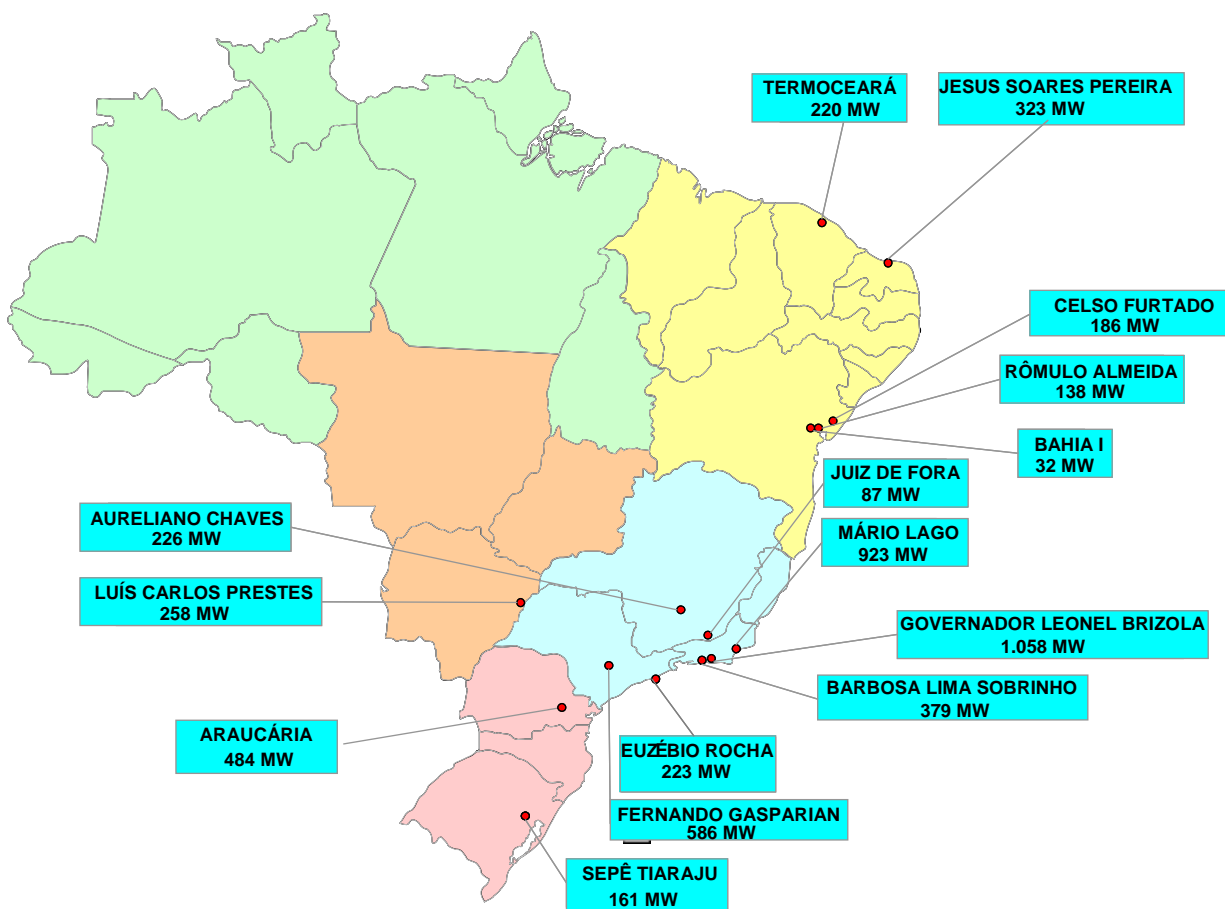 TERMOCEARÁ
220 MW
JESUS SOARES PEREIRA
323 MW
CELSO FURTADO
186 MW
RÔMULO ALMEIDA
138 MW
BAHIA I
32 MW
JUIZ DE FORA
87 MW
AURELIANO CHAVES
226 MW
MÁRIO LAGO
923 MW
LUÍS CARLOS PRESTES
258 MW
GOVERNADOR LEONEL BRIZOLA
1.058 MW
BARBOSA LIMA SOBRINHO
379 MW
ARAUCÁRIA
484 MW
EUZÉBIO ROCHA
223 MW
FERNANDO GASPARIAN
586 MW
SEPÊ TIARAJU
161 MW